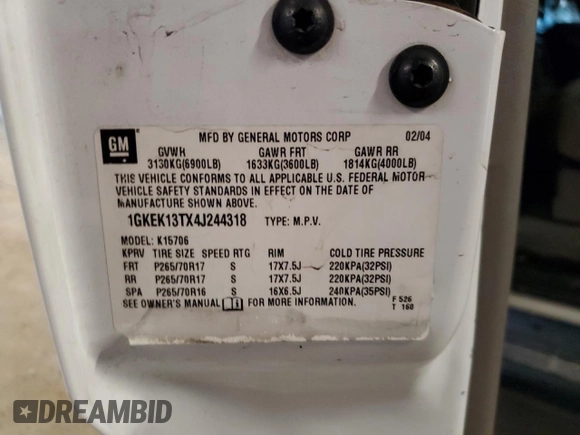 GM
MFD BY GENERAL MOTORS CORP 02/04
GVWH GAWR FRT GAWR RR
3130KG(6900LB) 1633KG(3600LB) 1814KG(4000LB)
THIS VEHICLE CONFORMS TO ALL APPLICABLE U.S. FEDERAL MOTOR
VEHICLE SAFETY STANDARDS IN EFFECT ON THE DATE OF
MANUFACTURE SHOWN ABOVE.
1GKEK13TX4J244318 TYPE: M.P.V.
MODEL: K15706
KPRV TIRE SIZE SPEED RTG RIM COLD TIRE PRESSURE
FRT P265/70R17 S 17X7.5J 220KPA(32PSI)
RR P265/70R17 S 17X7.5J 220KPA(32PSI)
SPA P265/70R16 S 16X6.5J 240KPA(35PSI)
SEE OWNER'S MANUAL FOR MORE INFORMATION.
F 526
T 160
DREAMBID